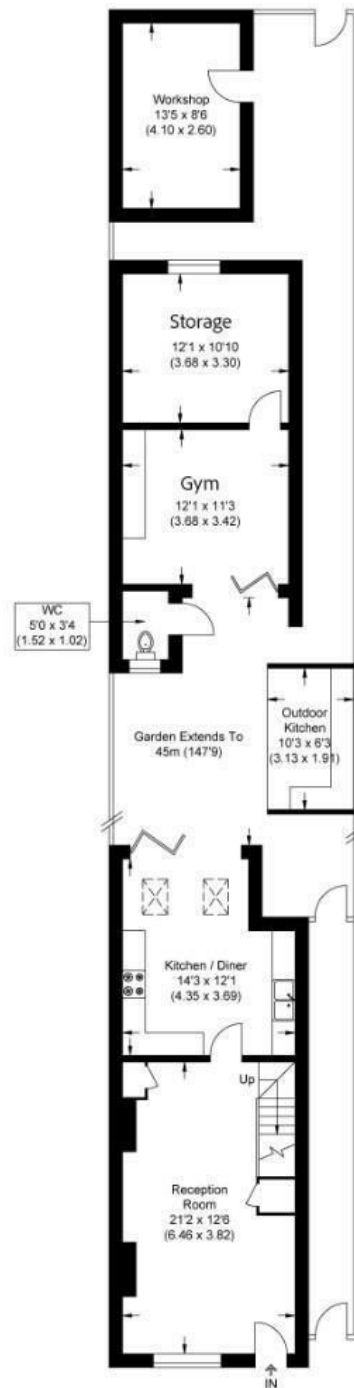 Workshop
13'5 x 8'6
(4.10 x 2.60)
Storage
12'1 x 10'10
(3.68 x 3.30)
Gym
12'1 x 11'3
(3.68 x 3.42)
WC
5'0 x 3'4
(1.52 x 1.02)
Garden Extends To
45m (147'9)
Outdoor
Kitchen
10'3 x 6'3
(3.13 x 1.91)
Kitchen / Diner
14'3 x 12'1
(4.35 x 3.69)
Up
Reception
Room
21'2 x 12'6
(6.46 x 3.82)
IN